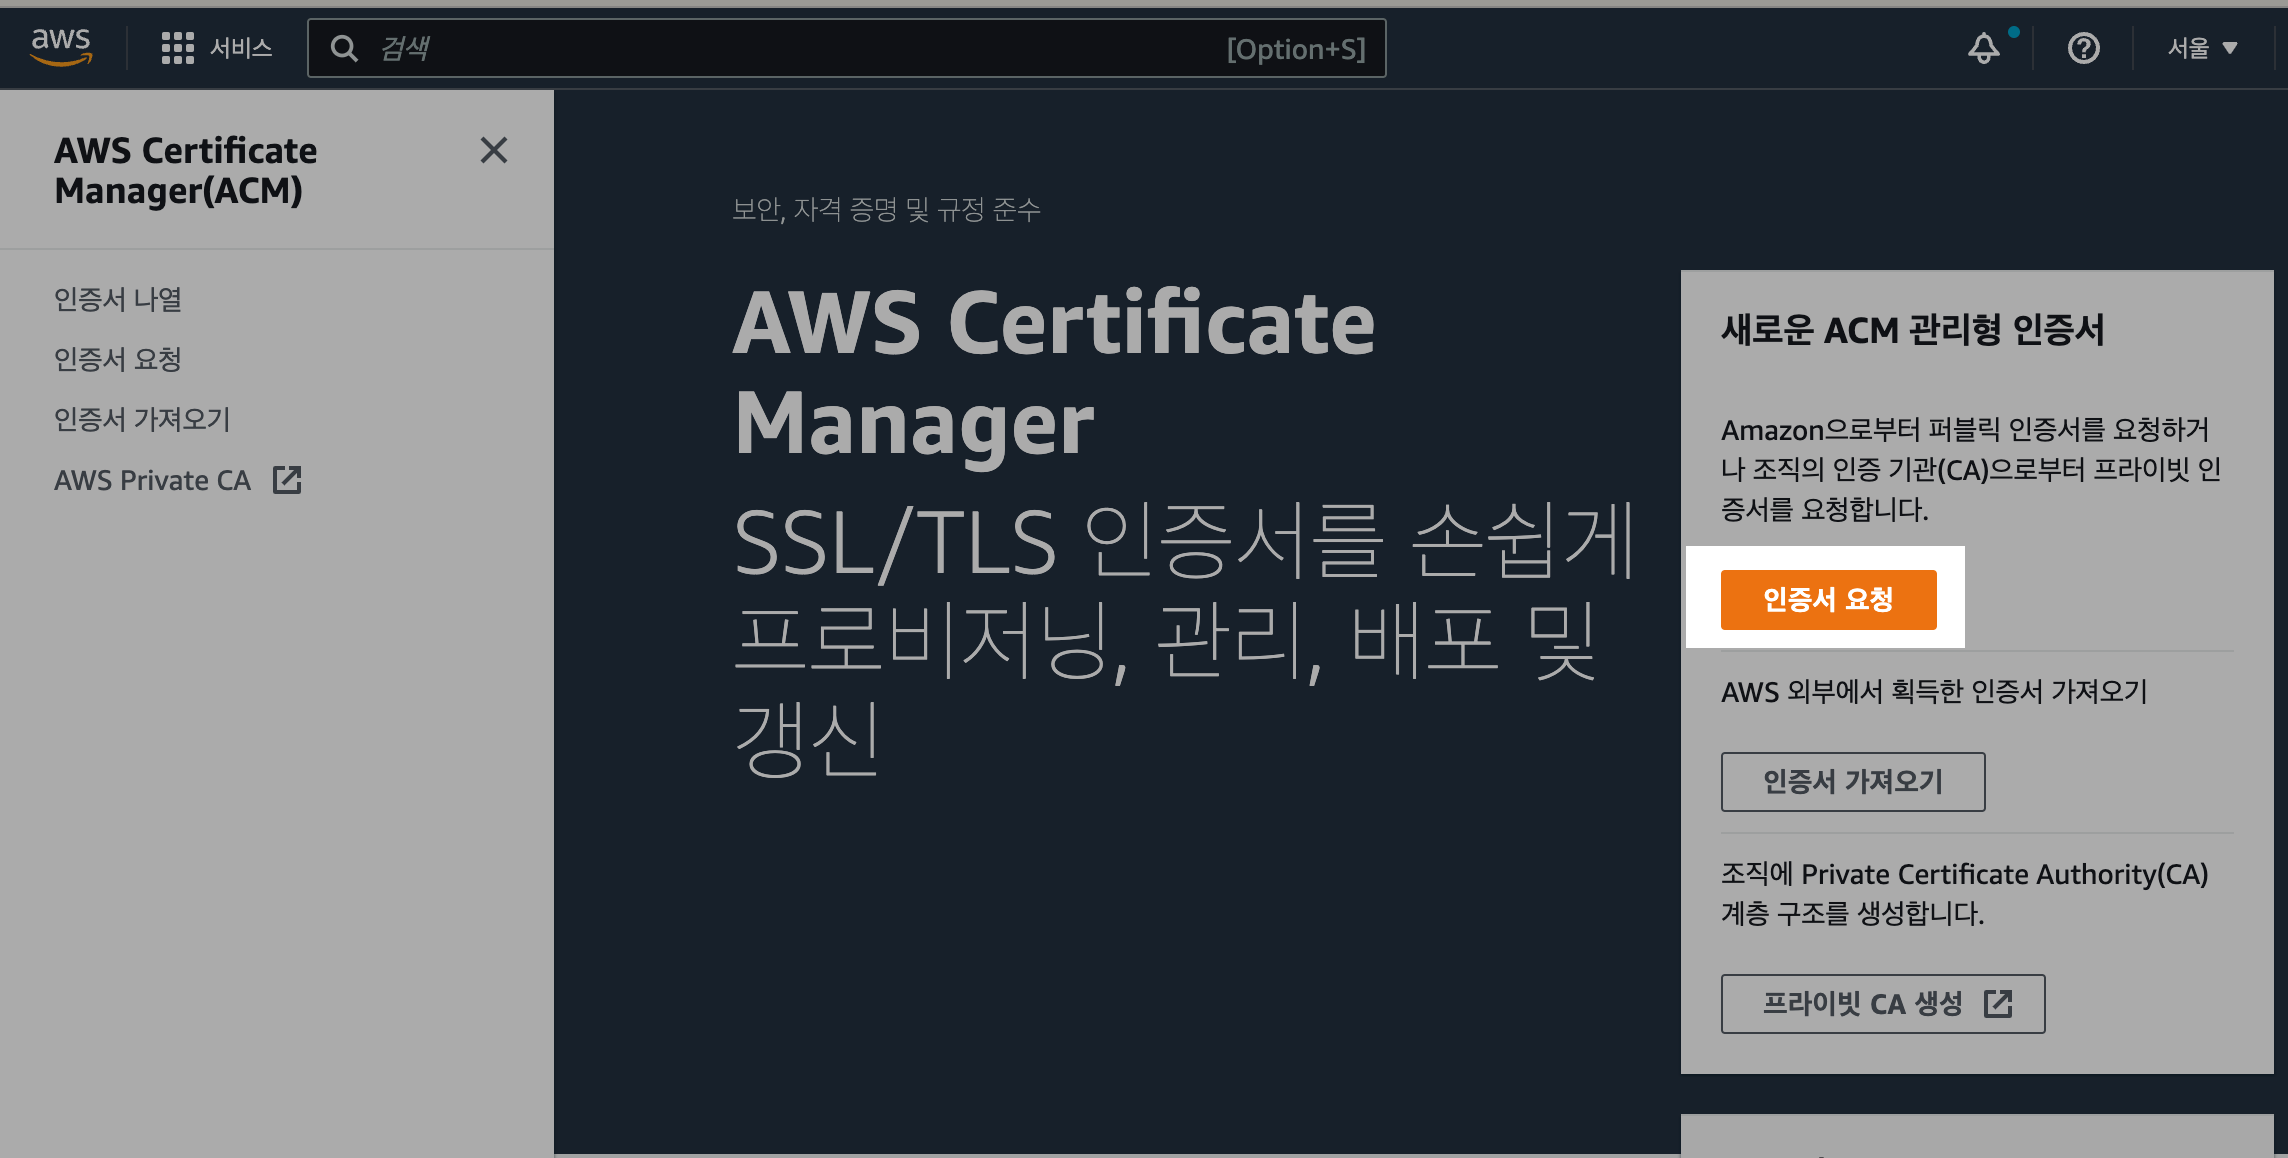 aws
서비스
검색
[Option+S]
서울
AWS Certificate
Manager(ACM)
인증서 나열
인증서 요청
인증서 가져오기
AWS Private CA
보안, 자격 증명 및 규정 준수
AWS Certificate
Manager
SSL/TLS 인증서를 손쉽게
프로비저닝, 관리, 배포 및
갱신
새로운 ACM 관리형 인증서
Amazon으로부터 퍼블릭 인증서를 요청하거
나 조직의 인증 기관(CA)으로부터 프라이빗 인
증서를 요청합니다.
인증서 요청
AWS 외부에서 획득한 인증서 가져오기
인증서 가져오기
조직에 Private Certificate Authority(CA)
계층 구조를 생성합니다.
프라이빗 CA 생성